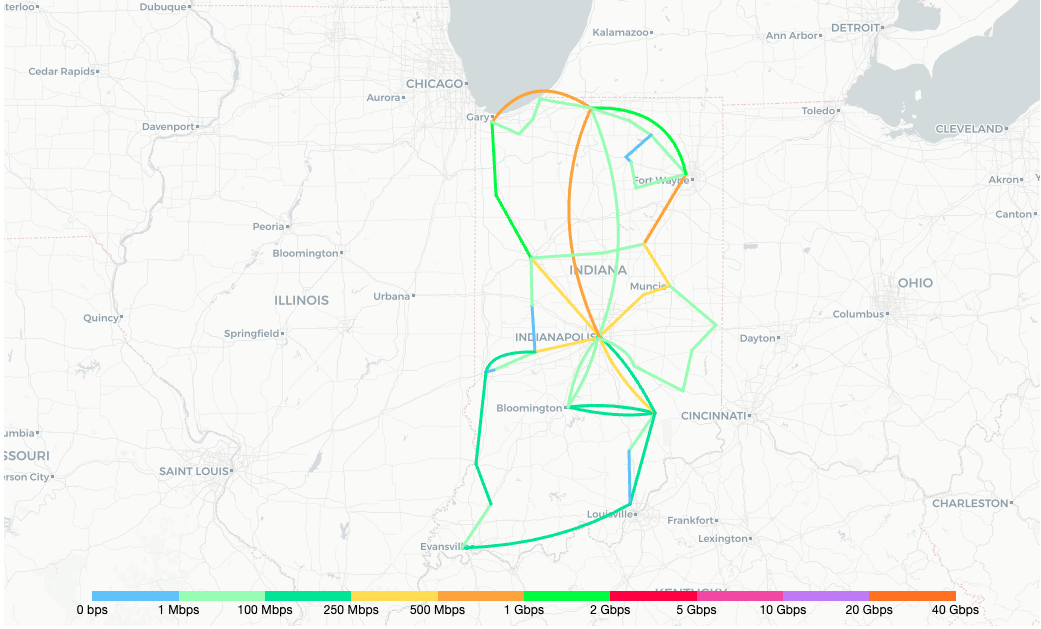 terloo
Dubuque
Kalamazoo
Ann Arbor
DETROIT
Cedar Rapids
CHICAGO
Aurora
Toledo
Gary
Davenport
CLEVELAND
Fort Wayne
Akron
Y
Canton
Peoria
Bloomington
INDIANA
OHIO
Muncie
ILLINOIS
Urbana
Quincy
Columbus
Springfield
INDIANAPOLIS
Dayton
Bloomington
CINCINNATI
umbia
SSOURI
SAINT LOUIS
erson City
CHARLESTON
Louisville
Frankfort
Lexington
Evansville
KENTUCKY
0 bps 1 Mbps 100 Mbps 250 Mbps 500 Mbps 1 Gbps 2 Gbps 5 Gbps 10 Gbps 20 Gbps 40 Gbps